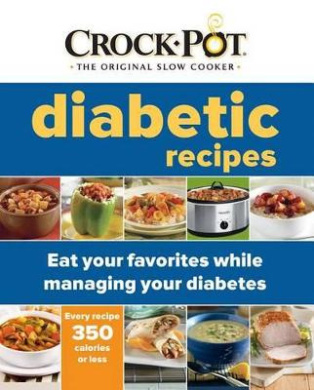 CROCK·POT®
· THE ORIGINAL SLOW COOKER ·
diabetic
recipes
Eat your favorites while
managing your diabetes
Every recipe
350
calories
or less